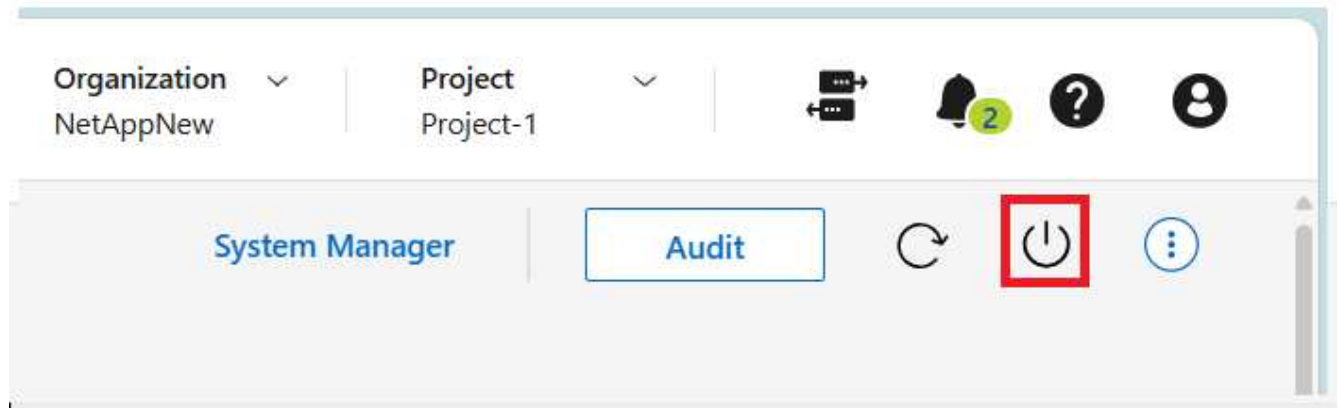 Organization
NetAppNew
Project
Project-1
2
?
System Manager
Audit